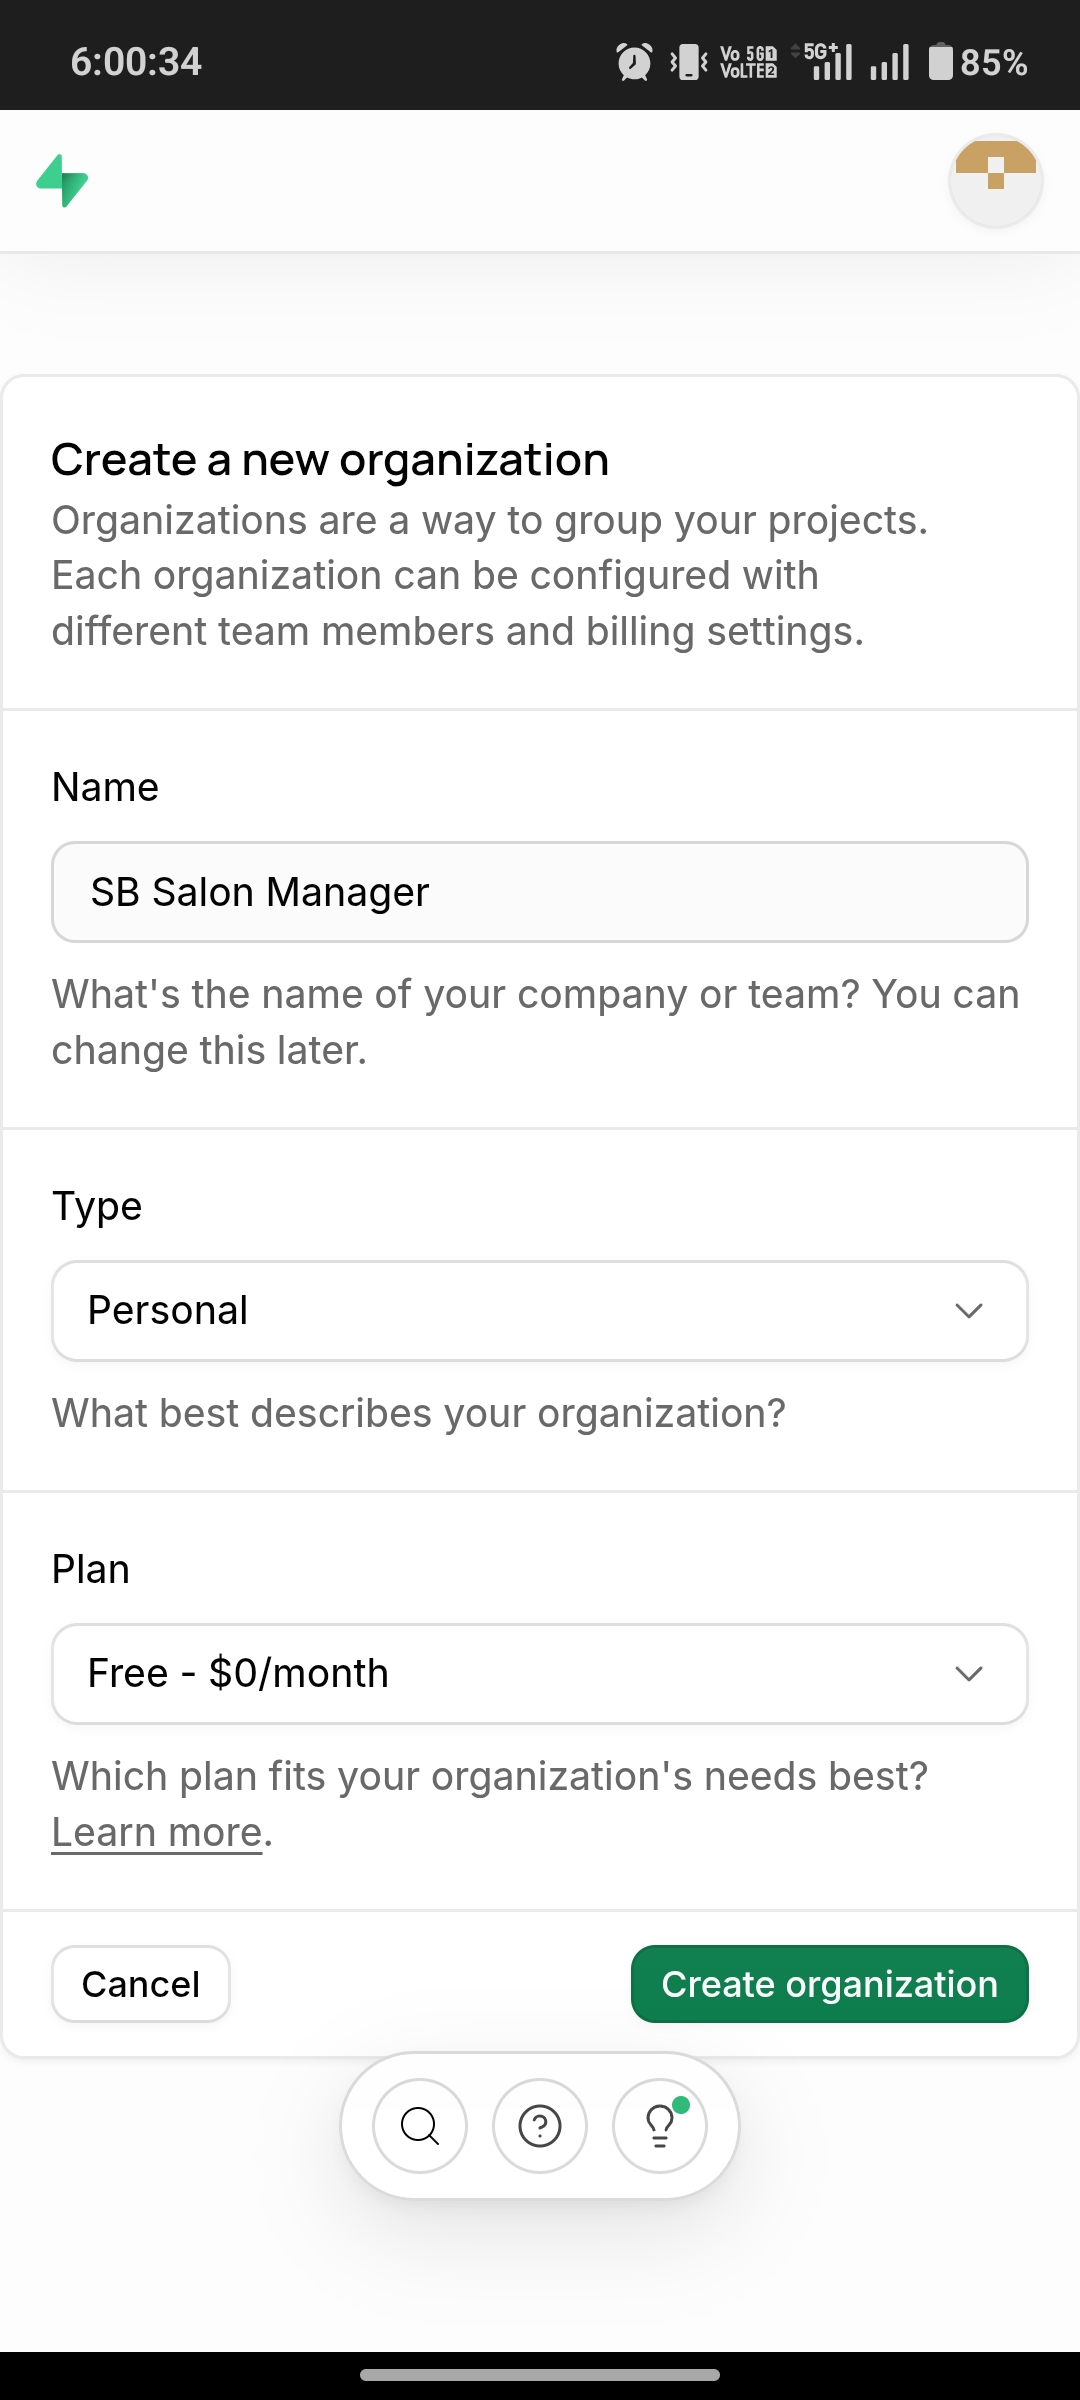 6:00:34
Vo 5G 1
VoLTE 2
5G+
85%
Create a new organization
Organizations are a way to group your projects.
Each organization can be configured with
different team members and billing settings.
Name
SB Salon Manager
What's the name of your company or team? You can
change this later.
Type
Personal
What best describes your organization?
Plan
Free - $0/month
Which plan fits your organization's needs best?
Learn more.
Cancel
Create organization